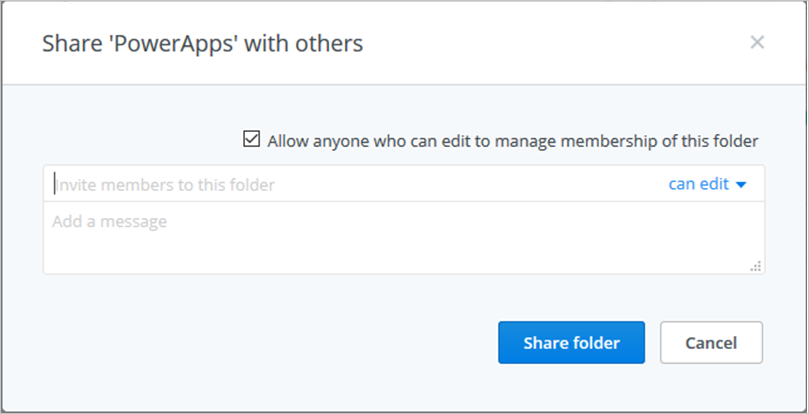 Share 'PowerApps' with others
Allow anyone who can edit to manage membership of this folder
Invite members to this folder
can edit
Add a message
Share folder
Cancel